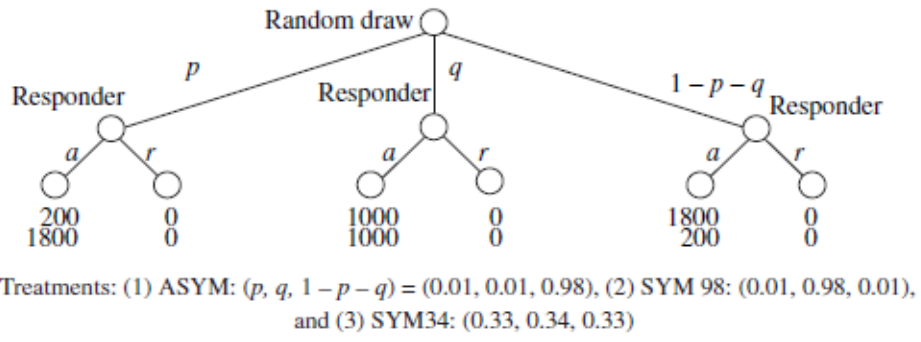 Random draw
p
q
1 – p – q
Responder
Responder
Responder
a
r
a
r
a
r
200
0
1000
0
1800
0
1800
0
1000
0
200
0
Treatments: (1) ASYM: (p, q, 1 – p – q) = (0.01, 0.01, 0.98), (2) SYM 98: (0.01, 0.98, 0.01),
and (3) SYM34: (0.33, 0.34, 0.33)